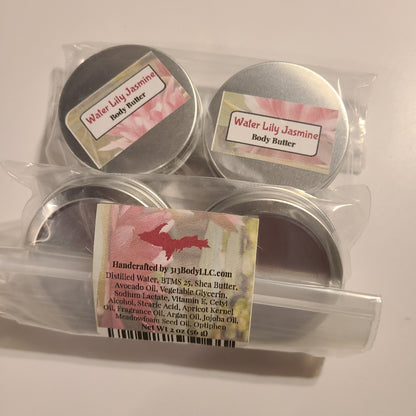 Water Lily Jasmine
Body Butter
Water Lily Jasmine
Body Butter
Handcrafted by 313BodyLLC.com
Distilled Water, BTMS 25, Shea Butter,
Avocado Oil, Vegetable Glycerin,
Sodium Lactate, Vitamin E, Cetyl
Alcohol, Stearic Acid, Apricot Kernel
Oil, Fragrance Oil, Argan Oil, Jojoba Oil,
Meadowfoam Seed Oil, Optiphen
Net Wt 2 oz (56 g)